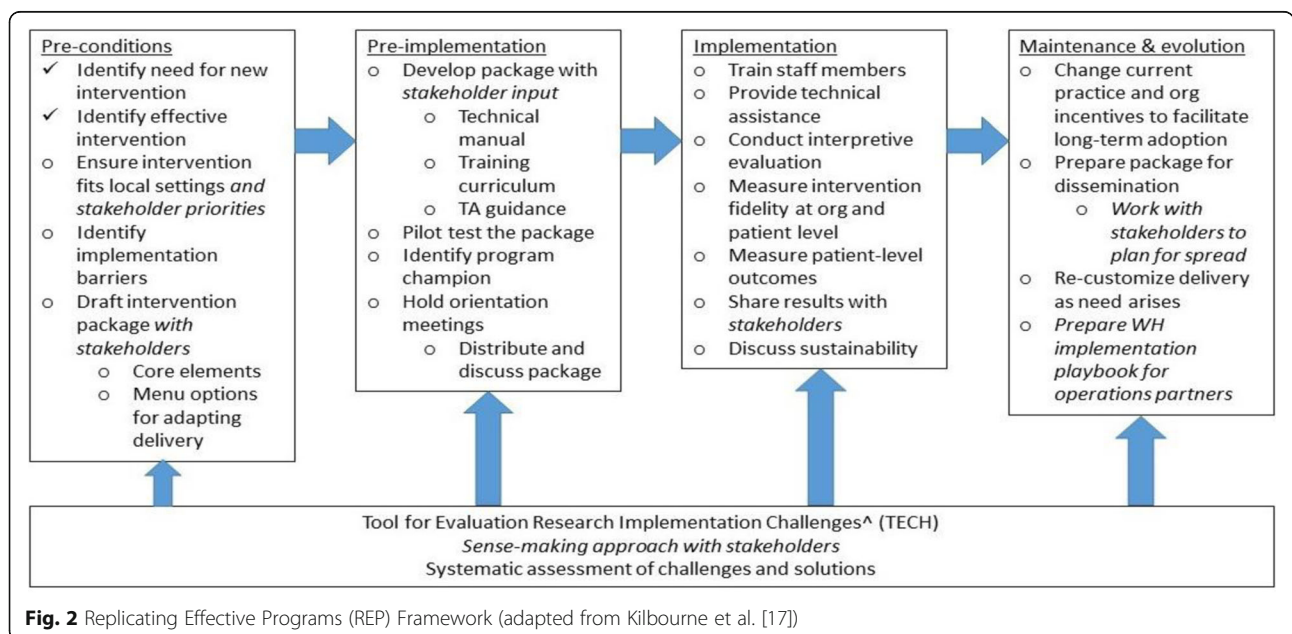 Pre-conditions
✓ Identify need for new
intervention
✓ Identify effective
intervention
o Ensure intervention
fits local settings and
stakeholder priorities
o Identify
implementation
barriers
o Draft intervention
package with
stakeholders
o Core elements
o Menu options
for adapting
delivery
Pre-implementation
o Develop package with
stakeholder input
o Technical
manual
o Training
curriculum
o TA guidance
o Pilot test the package
o Identify program
champion
o Hold orientation
meetings
o Distribute and
discuss package
Implementation
o Train staff members
o Provide technical
assistance
o Conduct interpretive
evaluation
o Measure intervention
fidelity at org and
patient level
o Measure patient-level
outcomes
o Share results with
stakeholders
o Discuss sustainability
Maintenance & evolution
o Change current
practice and org
incentives to facilitate
long-term adoption
o Prepare package for
dissemination
o Work with
stakeholders to
plan for spread
o Re-customize delivery
as need arises
o Prepare WH
implementation
playbook for
operations partners
Tool for Evaluation Research Implementation Challenges^ (TECH)
Sense-making approach with stakeholders
Systematic assessment of challenges and solutions
Fig. 2 Replicating Effective Programs (REP) Framework (adapted from Kilbourne et al. [17])